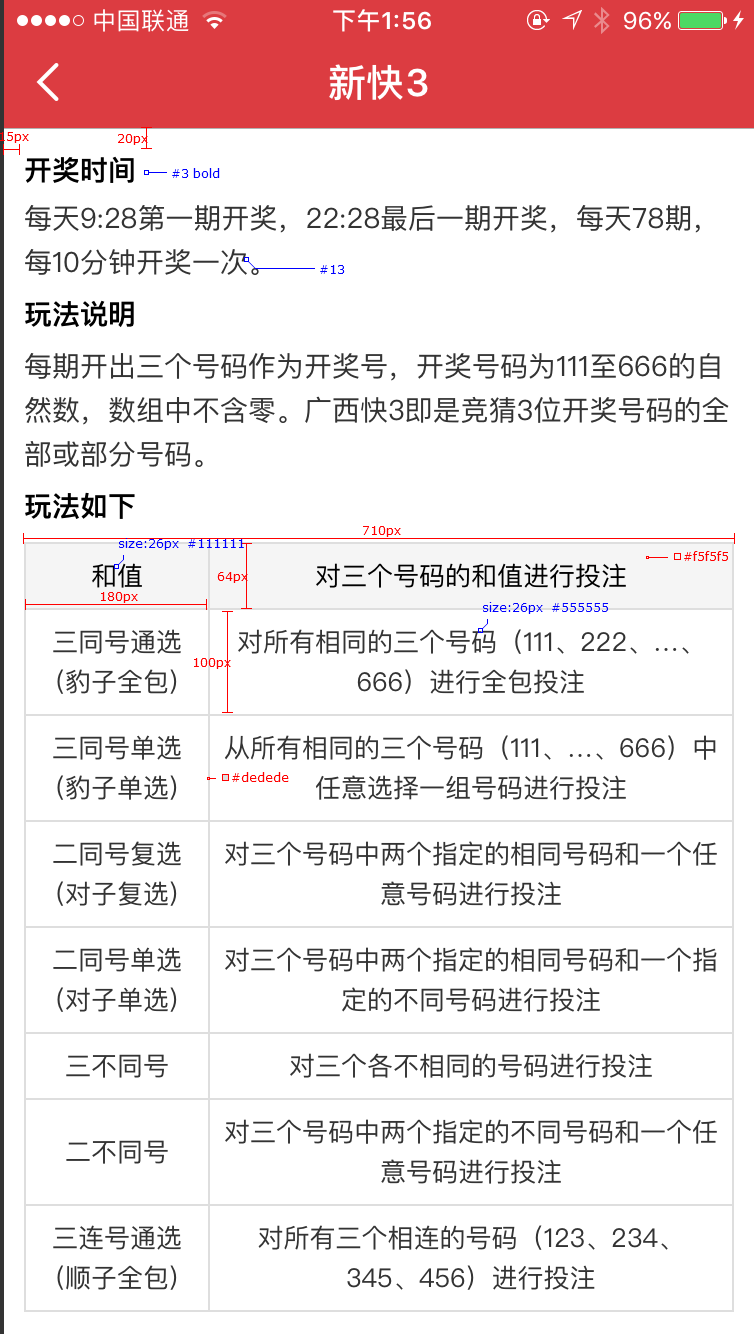 中国联通 下午1:56 96%
新快3
15px 20px
开奖时间 #3 bold
每天9:28第一期开奖，22:28最后一期开奖，每天78期，
每10分钟开奖一次。 #13
玩法说明
每期开出三个号码作为开奖号，开奖号码为111至666的自
然数，数组中不含零。广西快3即是竞猜3位开奖号码的全
部或部分号码。
玩法如下
710px
size:26px #111111
#f5f5f5
和值 64px 对三个号码的和值进行投注
180px
size:26px #555555
三同号通选
(豹子全包)
100px
对所有相同的三个号码（111、222、…、
666）进行全包投注
三同号单选
(豹子单选)
从所有相同的三个号码（111、…、666）中
任意选择一组号码进行投注
#dedede
二同号复选
(对子复选)
对三个号码中两个指定的相同号码和一个任
意号码进行投注
二同号单选
(对子单选)
对三个号码中两个指定的相同号码和一个指
定的不同号码进行投注
三不同号
对三个各不相同的号码进行投注
二不同号
对三个号码中两个指定的不同号码和一个任
意号码进行投注
三连号通选
(顺子全包)
对所有三个相连的号码（123、234、
345、456）进行投注